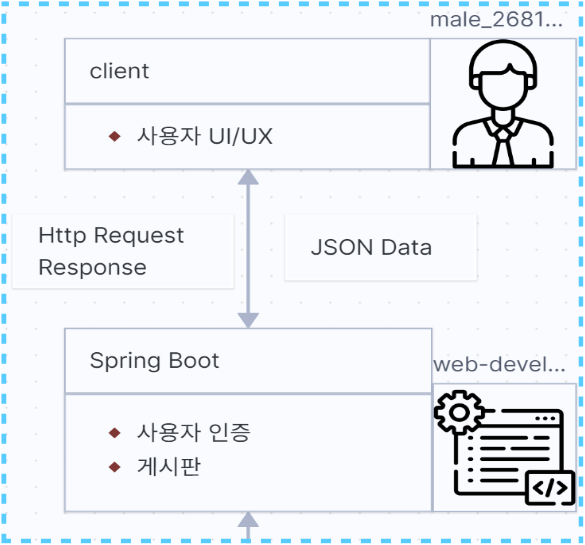 male_2681...
client
사용자 UI/UX
Http Request
Response
JSON Data
Spring Boot
web-devel...
사용자 인증
게시판
</>